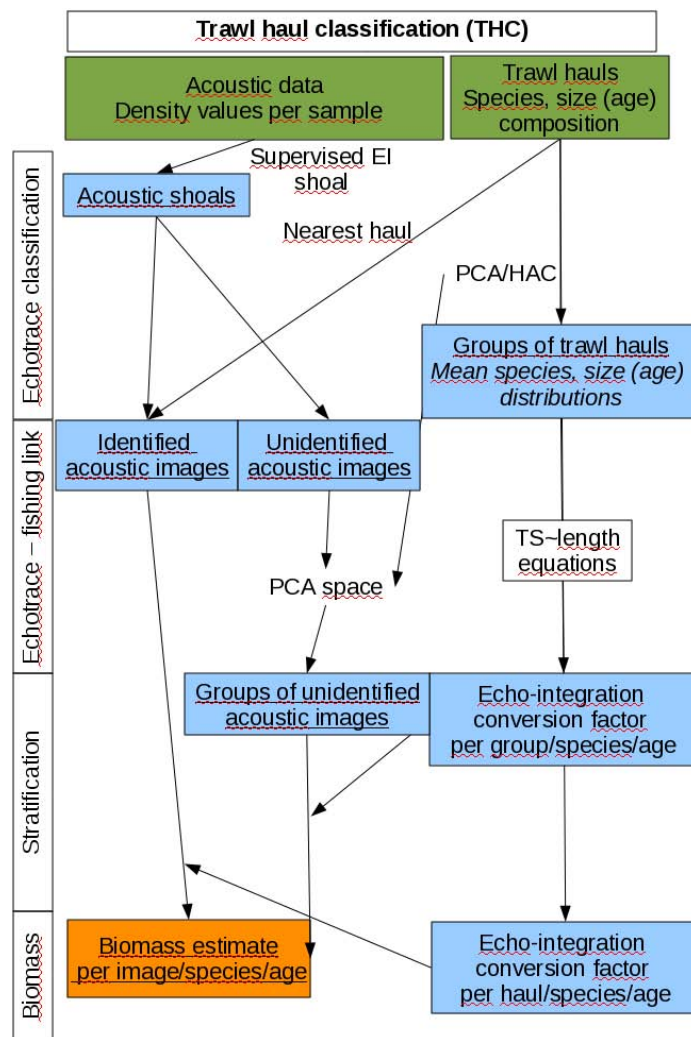 Trawl haul classification (THC)
Acoustic data
Density values per sample
Trawl hauls
Species, size (age)
composition
Echotrace classification
Supervised EI
shoal
Acoustic shoals
Nearest haul
PCA/HAC
Groups of trawl hauls
Mean species, size (age)
distributions
Echotrace – fishing link
Identified
acoustic images
Unidentified
acoustic images
TS~length
equations
PCA space
Stratification
Groups of unidentified
acoustic images
Echo-integration
conversion factor
per group/species/age
Biomass
Biomass estimate
per image/species/age
Echo-integration
conversion factor
per haul/species/age